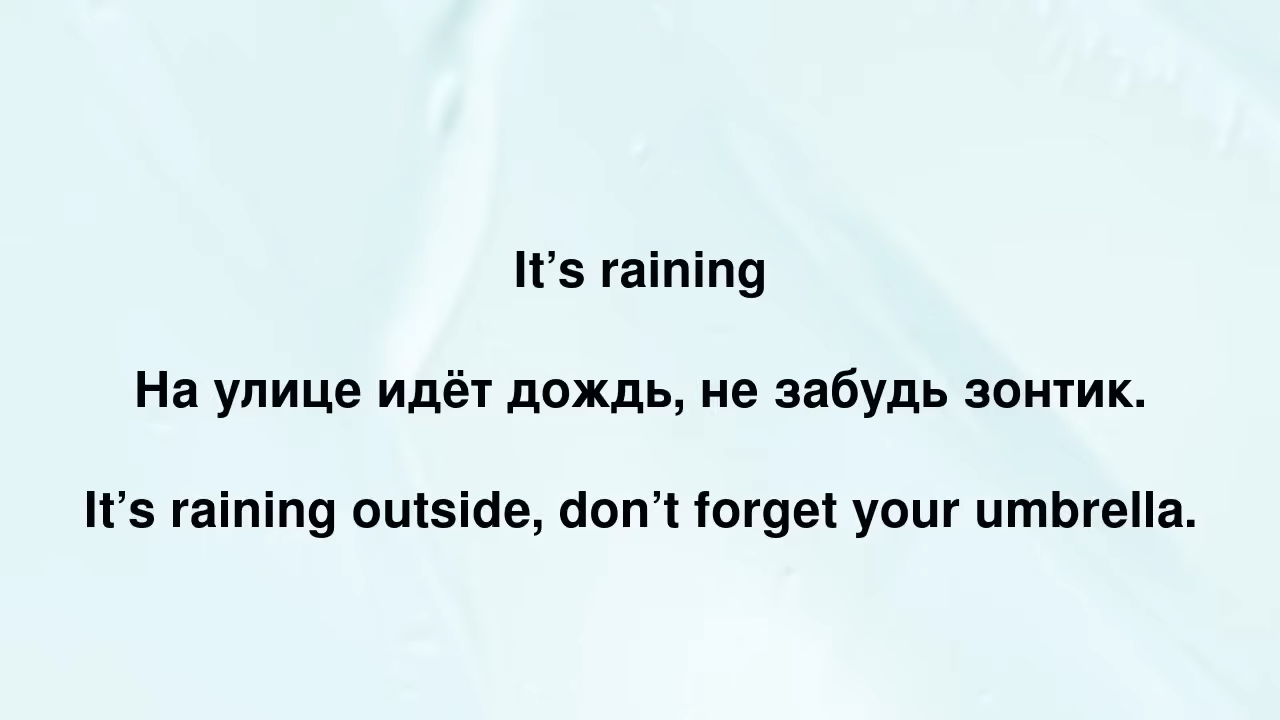 It’s raining
На улице идёт дождь, не забудь зонтик.
It’s raining outside, don’t forget your umbrella.